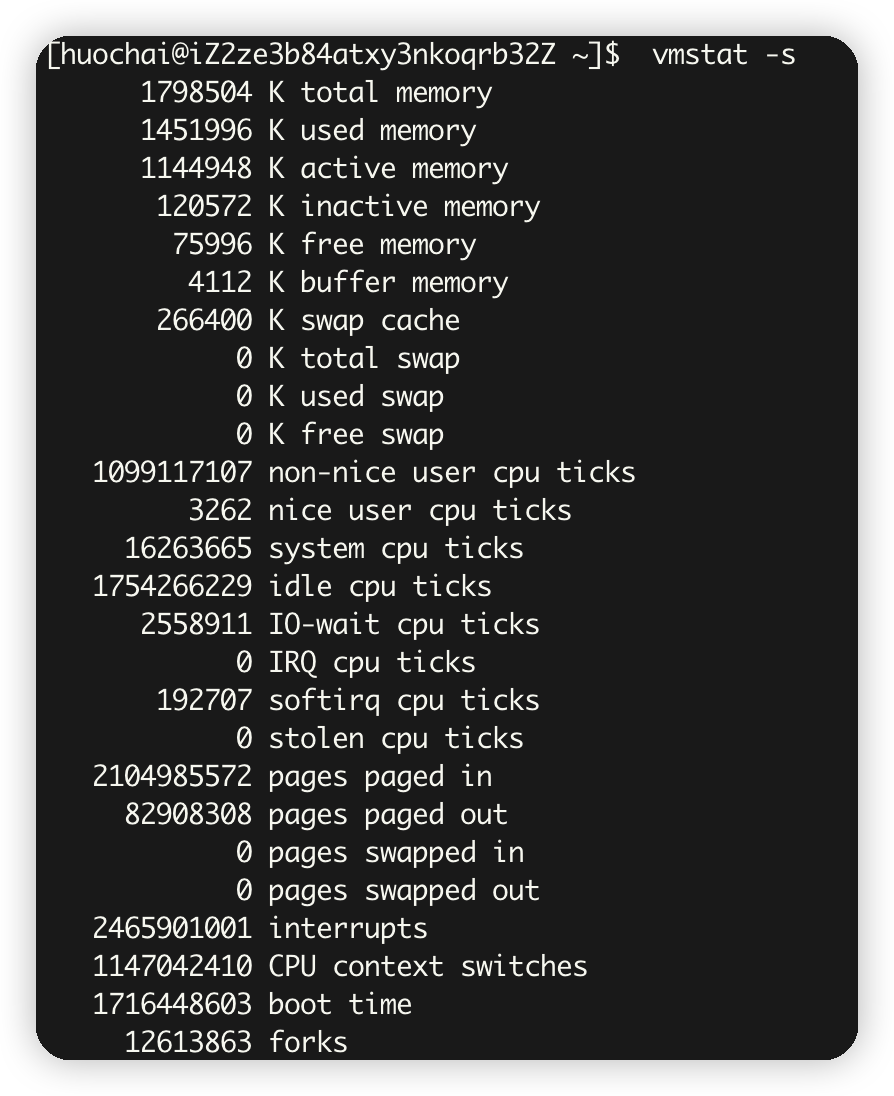 [huochai@iZ2ze3b84atxy3nkoqrb32Z ~]$  vmstat -s
1798504 K total memory
1451996 K used memory
1144948 K active memory
120572 K inactive memory
75996 K free memory
4112 K buffer memory
266400 K swap cache
0 K total swap
0 K used swap
0 K free swap
1099117107 non-nice user cpu ticks
3262 nice user cpu ticks
16263665 system cpu ticks
1754266229 idle cpu ticks
2558911 IO-wait cpu ticks
0 IRQ cpu ticks
192707 softirq cpu ticks
0 stolen cpu ticks
2104985572 pages paged in
82908308 pages paged out
0 pages swapped in
0 pages swapped out
2465901001 interrupts
1147042410 CPU context switches
1716448603 boot time
12613863 forks